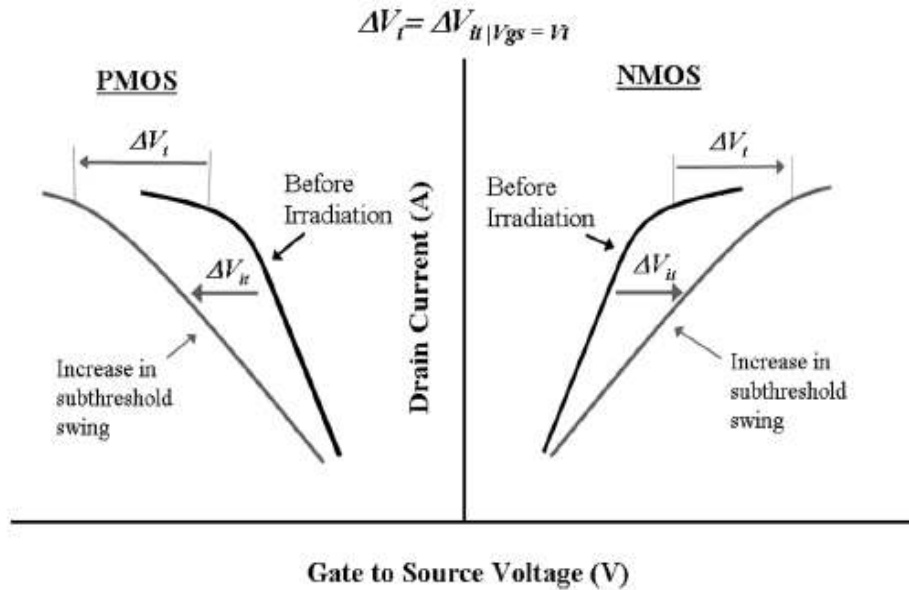 ΔVt = ΔVit |Vgs = Vt
PMOS
ΔVt
Before
Irradiation
ΔVit
Increase in
subthreshold
swing
Drain Current (A)
NMOS
ΔVt
Before
Irradiation
ΔVit
Increase in
subthreshold
swing
Gate to Source Voltage (V)